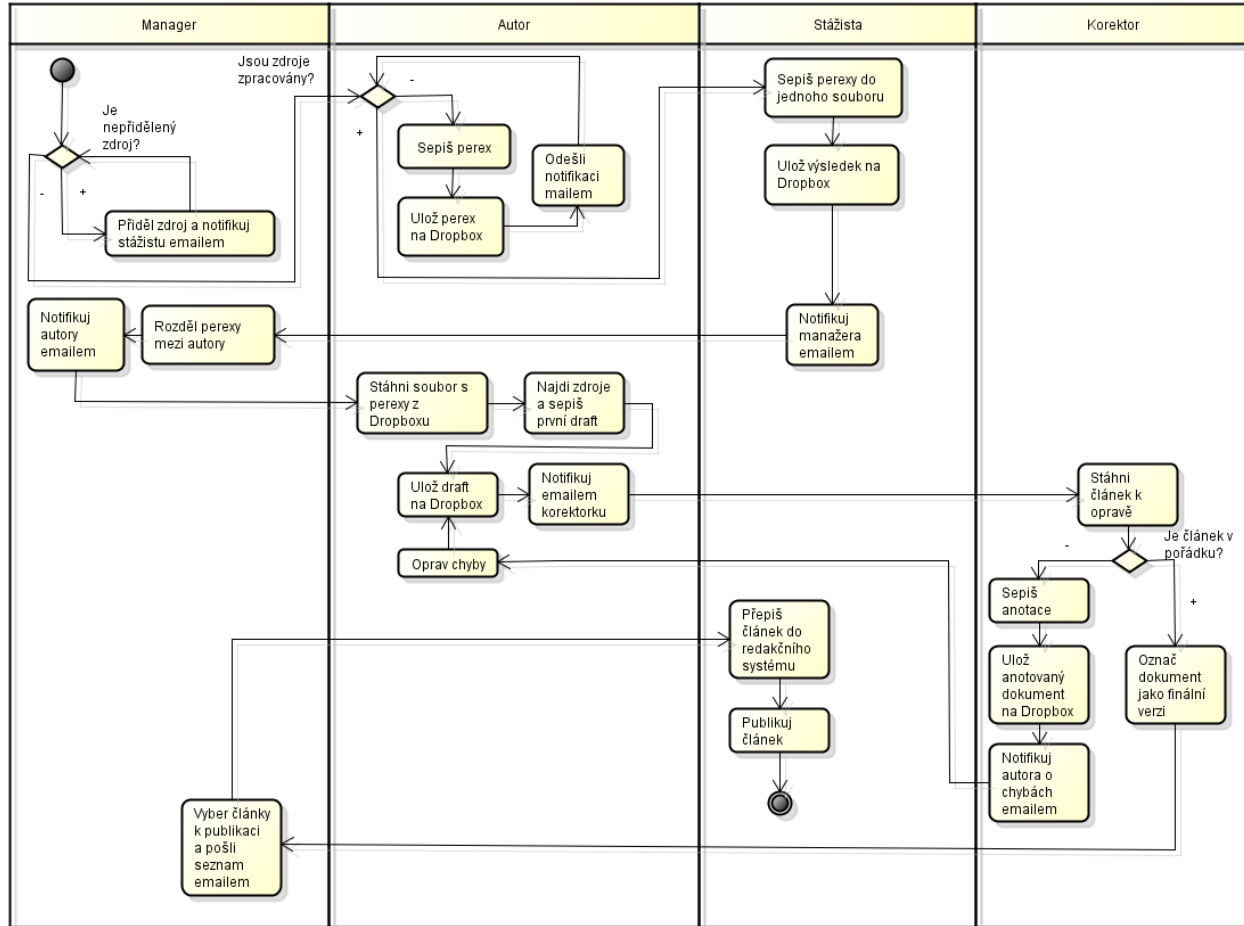 Manager
Autor
Stážista
Korektor
Je
nepřidělený
zdroj?
-
+
Přiděl zdroj a notifikuj
stážistu emailem
Jsou zdroje
zpracovány?
-
+
Sepiš perex
Ulož perex
na Dropbox
Odešli
notifikaci
mailem
Sepiš perexy do
jednoho souboru
Ulož výsledek na
Dropbox
Notifikuj
manažera
emailem
Rozděl perexy
mezi autory
Notifikuj
autory
emailem
Stáhni soubor s
perexy z
Dropboxu
Najdi zdroje
a sepiš
první draft
Ulož draft
na Dropbox
Notifikuj
emailem
korektorku
Stáhni
článek k
opravě
Je článek v
pořádku?
-
+
Oprav chyby
Sepiš
anotace
Ulož
anotovaný
dokument
na Dropbox
Notifikuj
autora o
chybách
emailem
Označ
dokument
jako finální
verzi
Přepiš
článek do
redakčního
systému
Publikuj
článek
Vyber články
k publikaci
a pošli
seznam
emailem